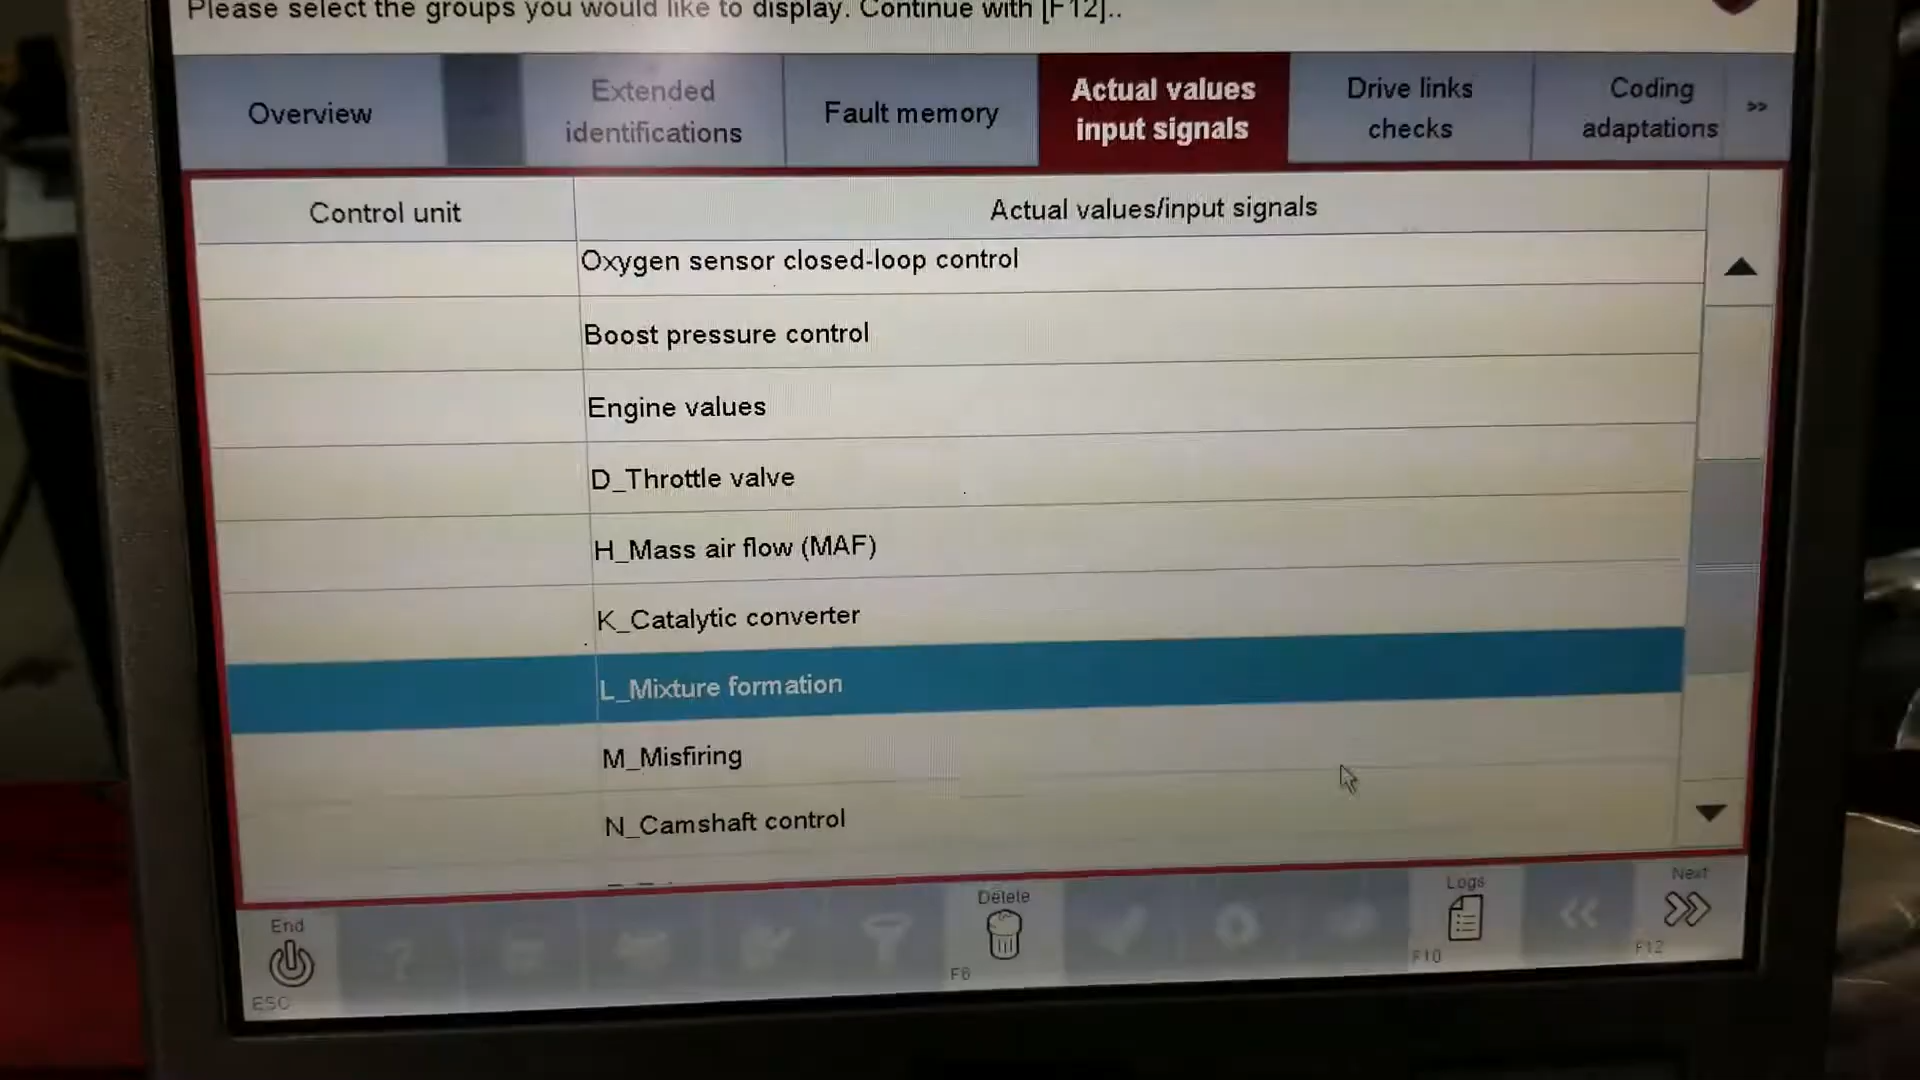 Please select the groups you would like to display. Continue with [F12]..
Overview
Extended
identifications
Fault memory
Actual values
input signals
Drive links
checks
Coding
adaptations
>>
Control unit
Actual values/input signals
Oxygen sensor closed-loop control
Boost pressure control
Engine values
D_Throttle valve
H_Mass air flow (MAF)
K_Catalytic converter
L_Mixture formation
M_Misfiring
N_Camshaft control
End
ESC
Delete
F8
Logs
F10
Next
F12